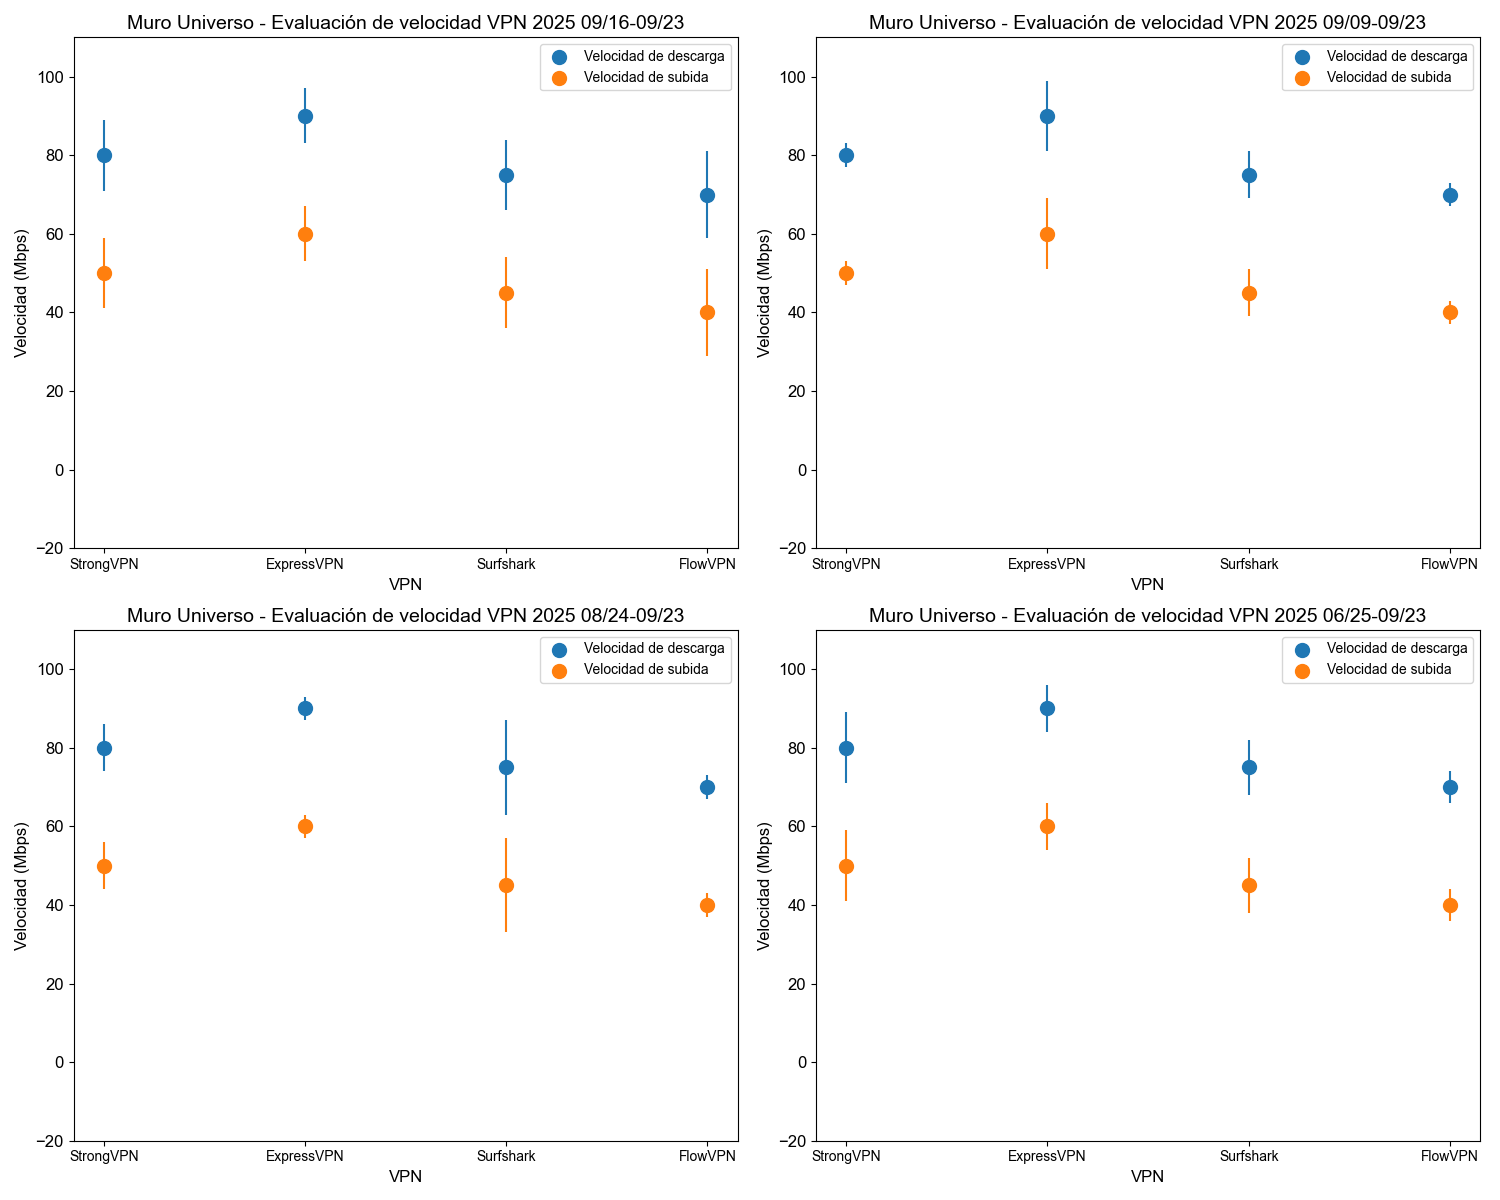 Muro Universo - Evaluación de velocidad VPN 2025 09/16-09/23
Velocidad de descarga
Velocidad de subida
Velocidad (Mbps)
100
80
60
40
20
0
−20
StrongVPN ExpressVPN Surfshark FlowVPN
VPN
Muro Universo - Evaluación de velocidad VPN 2025 09/09-09/23
Velocidad de descarga
Velocidad de subida
Velocidad (Mbps)
100
80
60
40
20
0
−20
StrongVPN ExpressVPN Surfshark FlowVPN
VPN
Muro Universo - Evaluación de velocidad VPN 2025 08/24-09/23
Velocidad de descarga
Velocidad de subida
Velocidad (Mbps)
100
80
60
40
20
0
−20
StrongVPN ExpressVPN Surfshark FlowVPN
VPN
Muro Universo - Evaluación de velocidad VPN 2025 06/25-09/23
Velocidad de descarga
Velocidad de subida
Velocidad (Mbps)
100
80
60
40
20
0
−20
StrongVPN ExpressVPN Surfshark FlowVPN
VPN